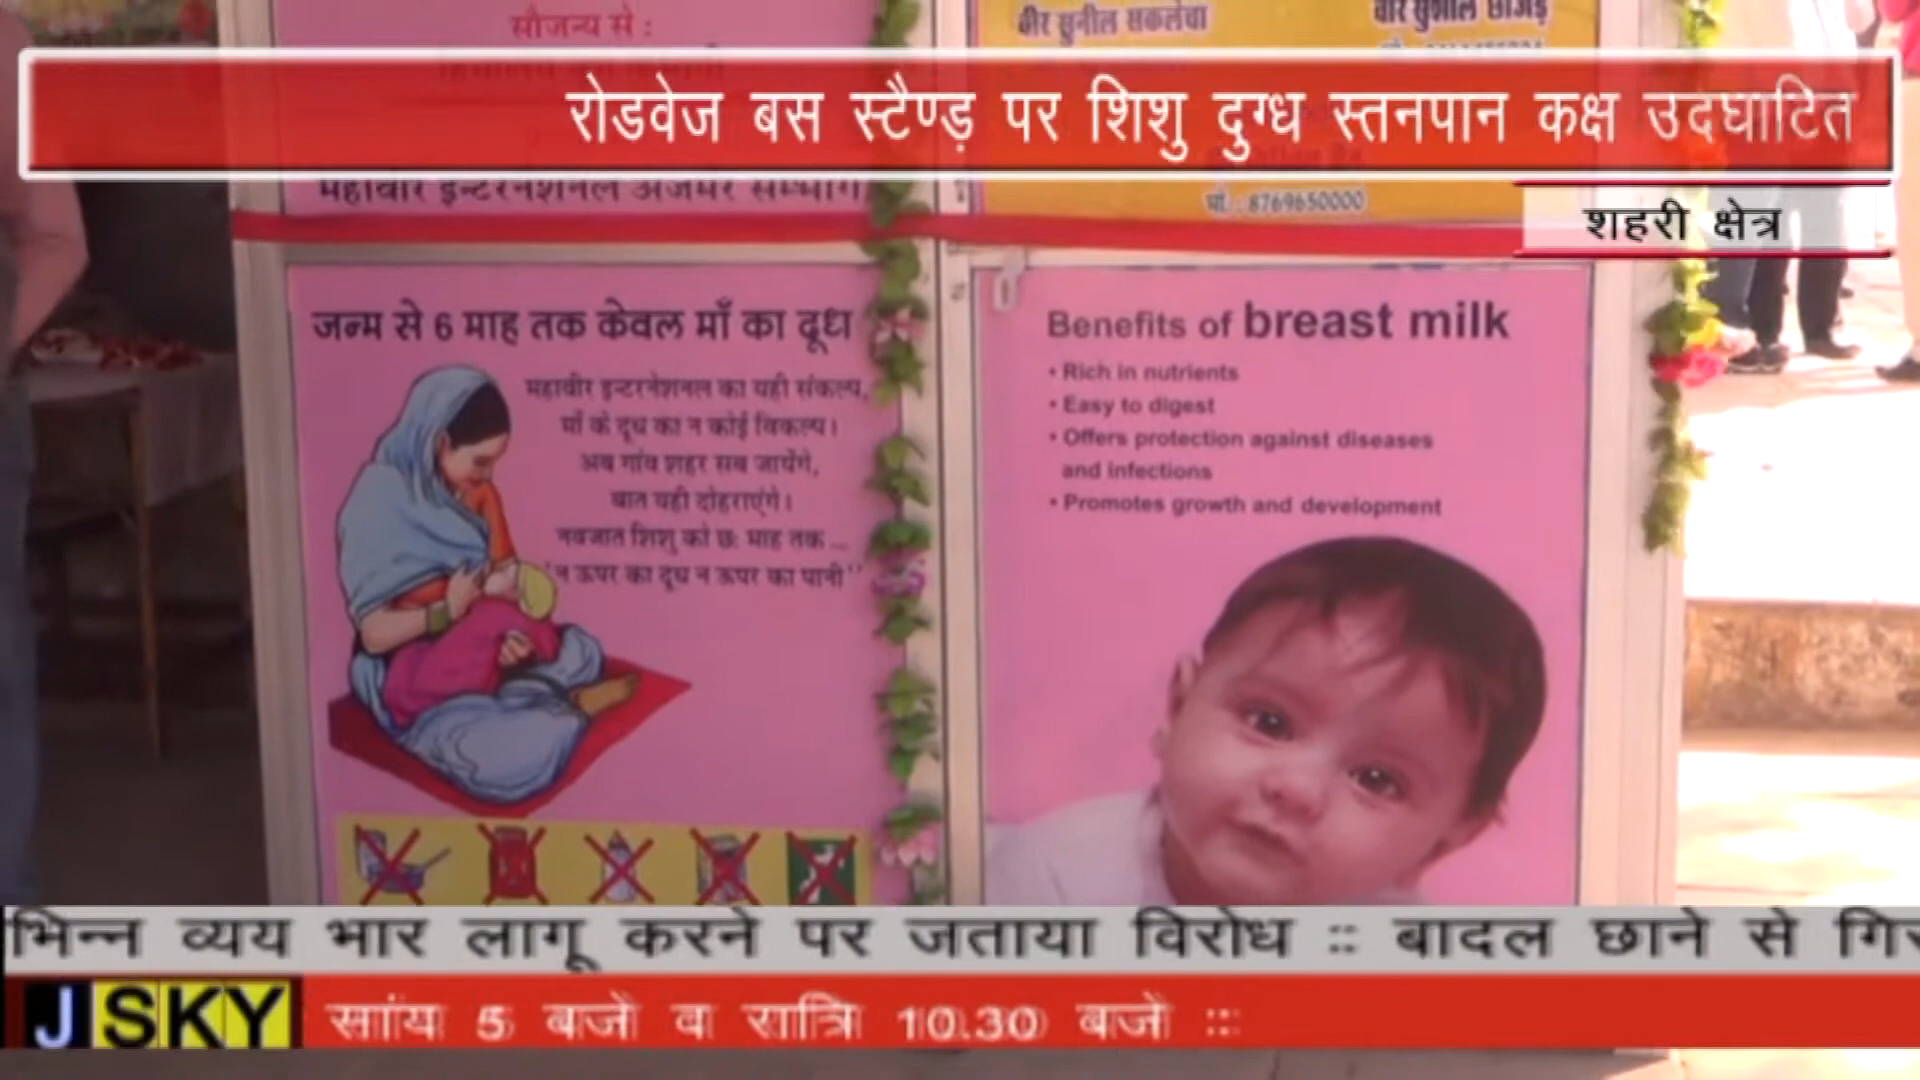 सौजन्य से :
वीर सुनील सकलेचा
रोडवेज बस स्टैण्ड़ पर शिशु दुग्ध स्तनपान कक्ष उदघाटित
महावीर इन्टरनेशनल अजमेर सम्भाग
मो. : 8769650000
शहरी क्षेत्र
जन्म से 6 माह तक केवल माँ का दूध
महावीर इन्टरनेशनल का यही संकल्प,
माँ के दूध का न कोई विकल्प।
अब गांव शहर सब जायेंगे,
बात यही दोहराएंगे।
नवजात शिशु को छः माह तक ...
''न ऊपर का दूध न ऊपर का पानी''
Benefits of breast milk
• Rich in nutrients
• Easy to digest
• Offers protection against diseases
and infections
• Promotes growth and development
भिन्न व्यय भार लागू करने पर जताया विरोध :: बादल छाने से
JSKY
सांय 5 बजे व रात्रि 10.30 बजे ::